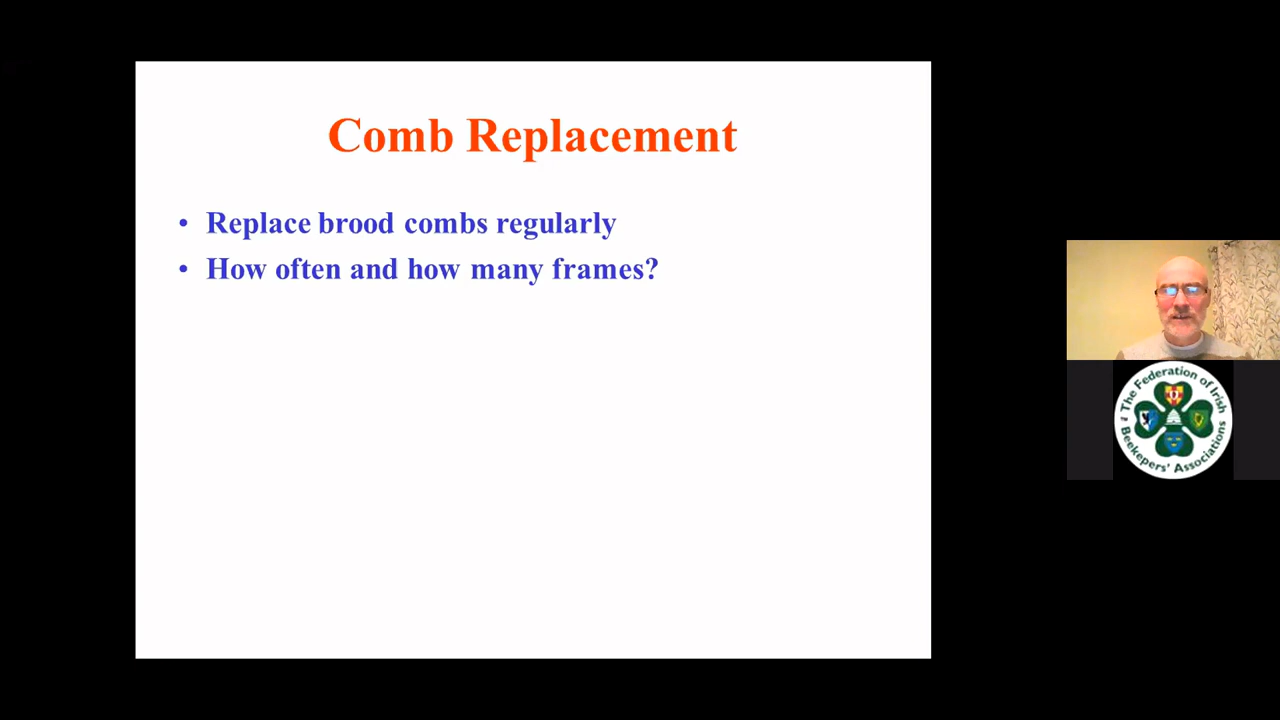 Comb Replacement
• Replace brood combs regularly
• How often and how many frames?
The Federation of Irish
Beekepers' Associations